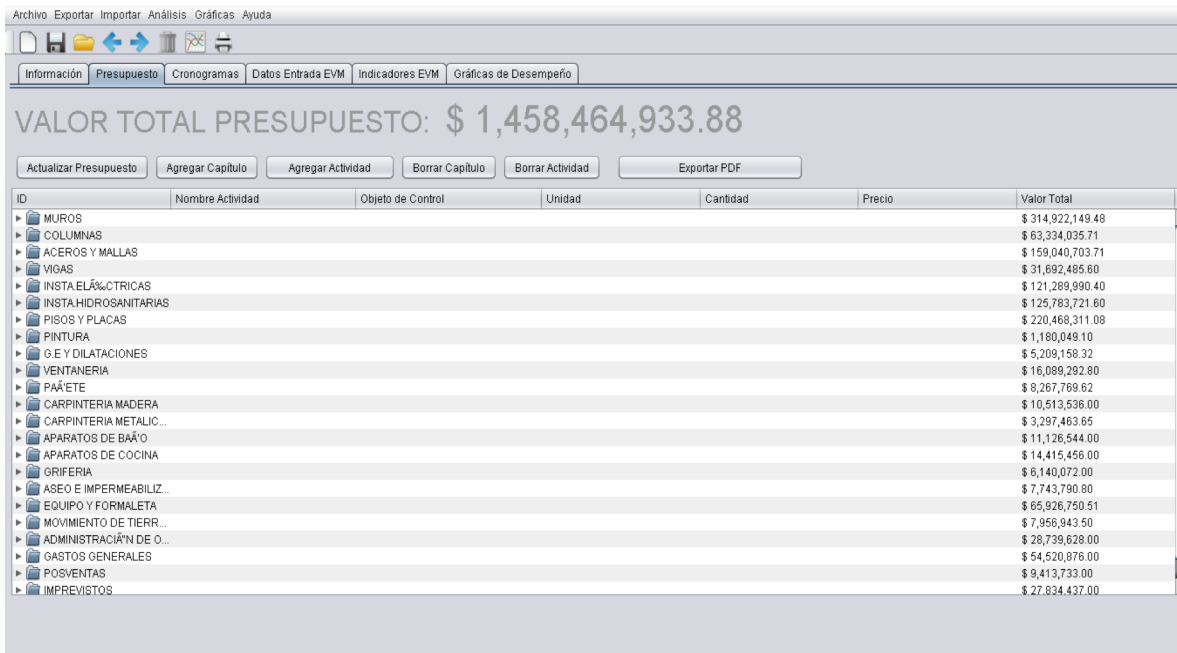 Archivo Exportar Importar Análisis Gráficas Ayuda
Información Presupuesto Cronogramas Datos Entrada EVM Indicadores EVM Gráficas de Desempeño
VALOR TOTAL PRESUPUESTO: $ 1,458,464,933.88
Actualizar Presupuesto Agregar Capítulo Agregar Actividad Borrar Capítulo Borrar Actividad Exportar PDF
ID Nombre Actividad Objeto de Control Unidad Cantidad Precio Valor Total
MUROS $ 314,922,149.48
COLUMNAS $ 63,334,035.71
ACEROS Y MALLAS $ 159,040,703.71
VIGAS $ 31,692,485.60
INSTA.ELÃ‰CTRICAS $ 121,289,990.40
INSTA.HIDROSANITARIAS $ 125,783,721.60
PISOS Y PLACAS $ 220,468,311.08
PINTURA $ 1,180,049.10
G.E Y DILATACIONES $ 5,209,158.32
VENTANERIA $ 16,089,292.80
PAÃ'ETE $ 8,267,769.62
CARPINTERIA MADERA $ 10,513,536.00
CARPINTERIA METALIC... $ 3,297,463.65
APARATOS DE BAÃ'O $ 11,126,544.00
APARATOS DE COCINA $ 14,415,456.00
GRIFERIA $ 6,140,072.00
ASEO E IMPERMEABILIZ... $ 7,743,790.80
EQUIPO Y FORMALETA $ 65,926,750.51
MOVIMIENTO DE TIERR... $ 7,956,943.50
ADMINISTRACIÃ"N DE O... $ 28,739,628.00
GASTOS GENERALES $ 54,520,876.00
POSVENTAS $ 9,413,733.00
IMPREVISTOS $ 27,834,437.00